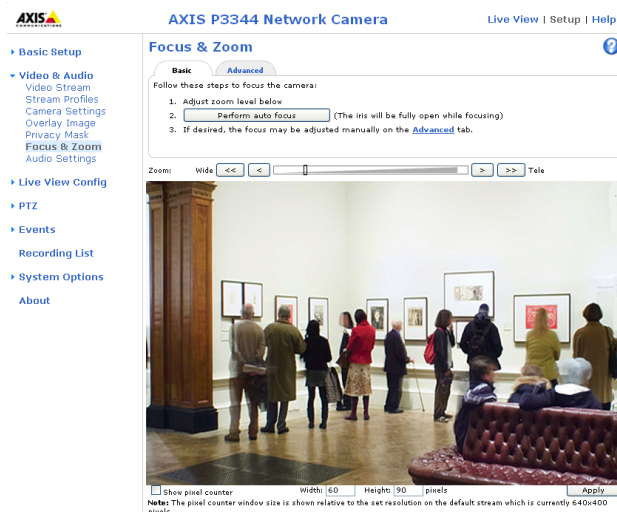 AXIS
COMMUNICATIONS
AXIS P3344 Network Camera
Live View | Setup | Help
Basic Setup
Video & Audio
Video Stream
Stream Profiles
Camera Settings
Overlay Image
Privacy Mask
Focus & Zoom
Audio Settings
Live View Config
PTZ
Events
Recording List
System Options
About
Focus & Zoom
?
Basic
Advanced
Follow these steps to focus the camera:
1. Adjust zoom level below
2. Perform auto focus (The iris will be fully open while focusing)
3. If desired, the focus may be adjusted manually on the Advanced tab.
Zoom: Wide << < > >> Tele
Show pixel counter Width: 60 Height: 90 pixels Apply
Note: The pixel counter window size is shown relative to the set resolution on the default stream which is currently 640x400
pixels